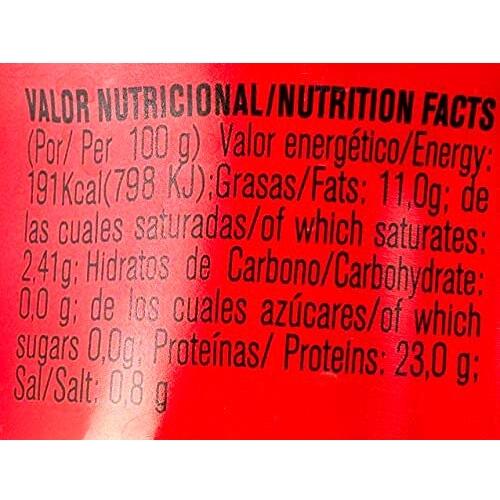 VALOR NUTRICIONAL/NUTRITION FACTS
(Por/ Per 100 g) Valor energético/Energy:
191Kcal(798 KJ);Grasas/Fats: 11,0g; de
las cuales saturadas/of which saturates:
2,41g; Hidratos de Carbono/Carbohydrate:
0,0 g; de los cuales azúcares/of which
sugars 0,0g; Proteínas/ Proteins: 23,0 g;
Sal/Salt; 0,8 g